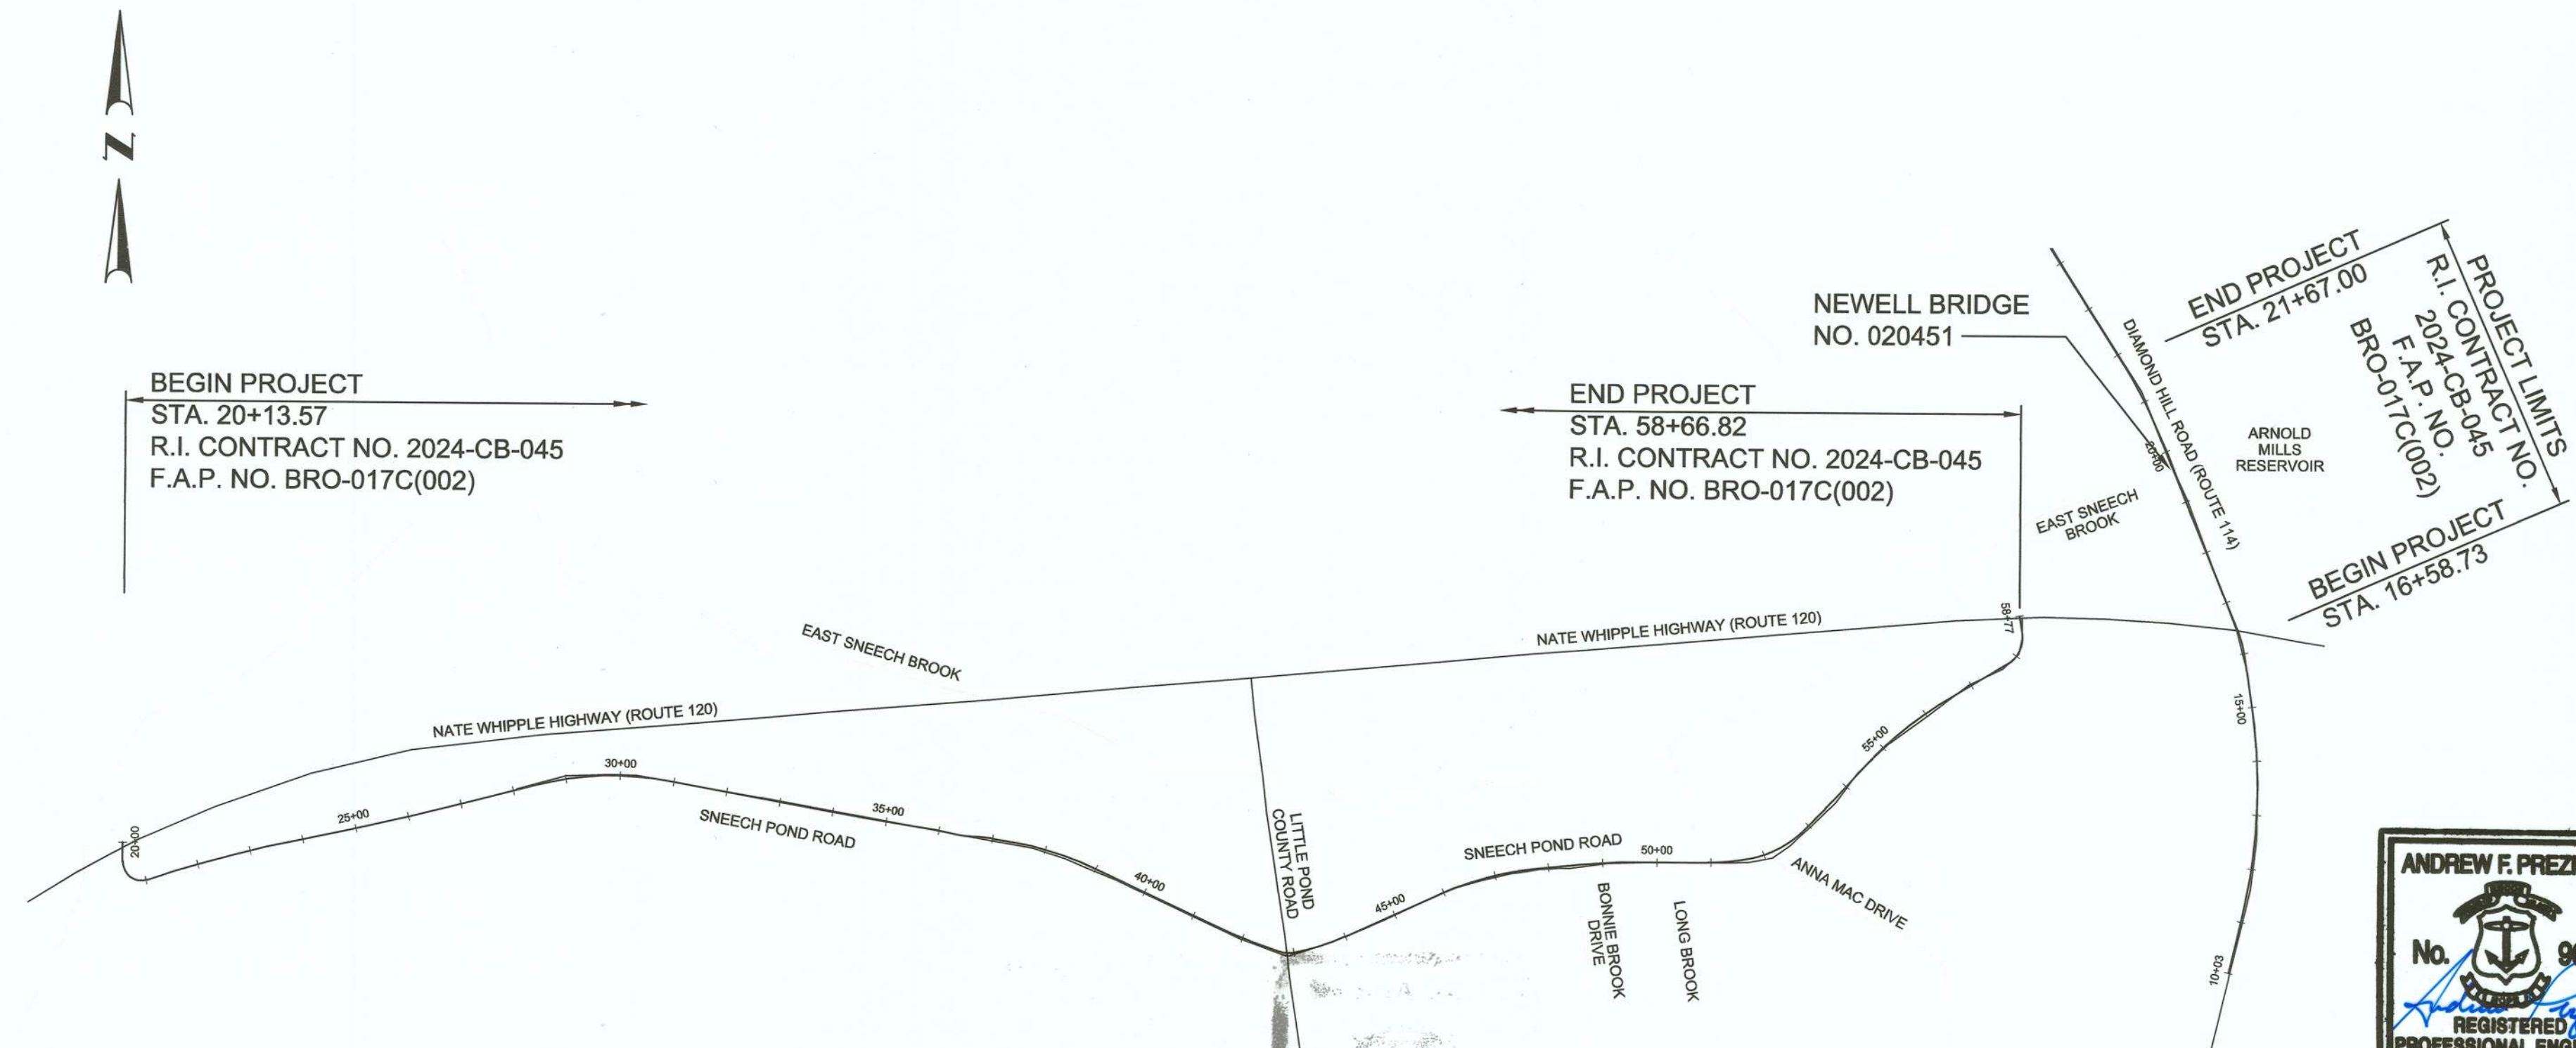 N
BEGIN PROJECT
STA. 20+13.57
R.I. CONTRACT NO. 2024-CB-045
F.A.P. NO. BRO-017C(002)
END PROJECT
STA. 58+66.82
R.I. CONTRACT NO. 2024-CB-045
F.A.P. NO. BRO-017C(002)
NEWELL BRIDGE
NO. 020451
END PROJECT
STA. 21+67.00
PROJECT LIMITS
R.I. CONTRACT NO.
2024-CB-045
F.A.P. NO.
BRO-017C(002)
BEGIN PROJECT
STA. 16+58.73
DIAMOND HILL ROAD (ROUTE 114)
20+00
ARNOLD
MILLS
RESERVOIR
EAST SNEECH
BROOK
58+77
15+00
10+03
EAST SNEECH BROOK
NATE WHIPPLE HIGHWAY (ROUTE 120)
NATE WHIPPLE HIGHWAY (ROUTE 120)
20+00
25+00
30+00
35+00
SNEECH POND ROAD
40+00
LITTLE POND
COUNTY ROAD
45+00
SNEECH POND ROAD
50+00
55+00
BONNIE BROOK
DRIVE
LONG BROOK
ANNA MAC DRIVE
ANDREW F.
No.
REGISTERED
PROFESSIONAL